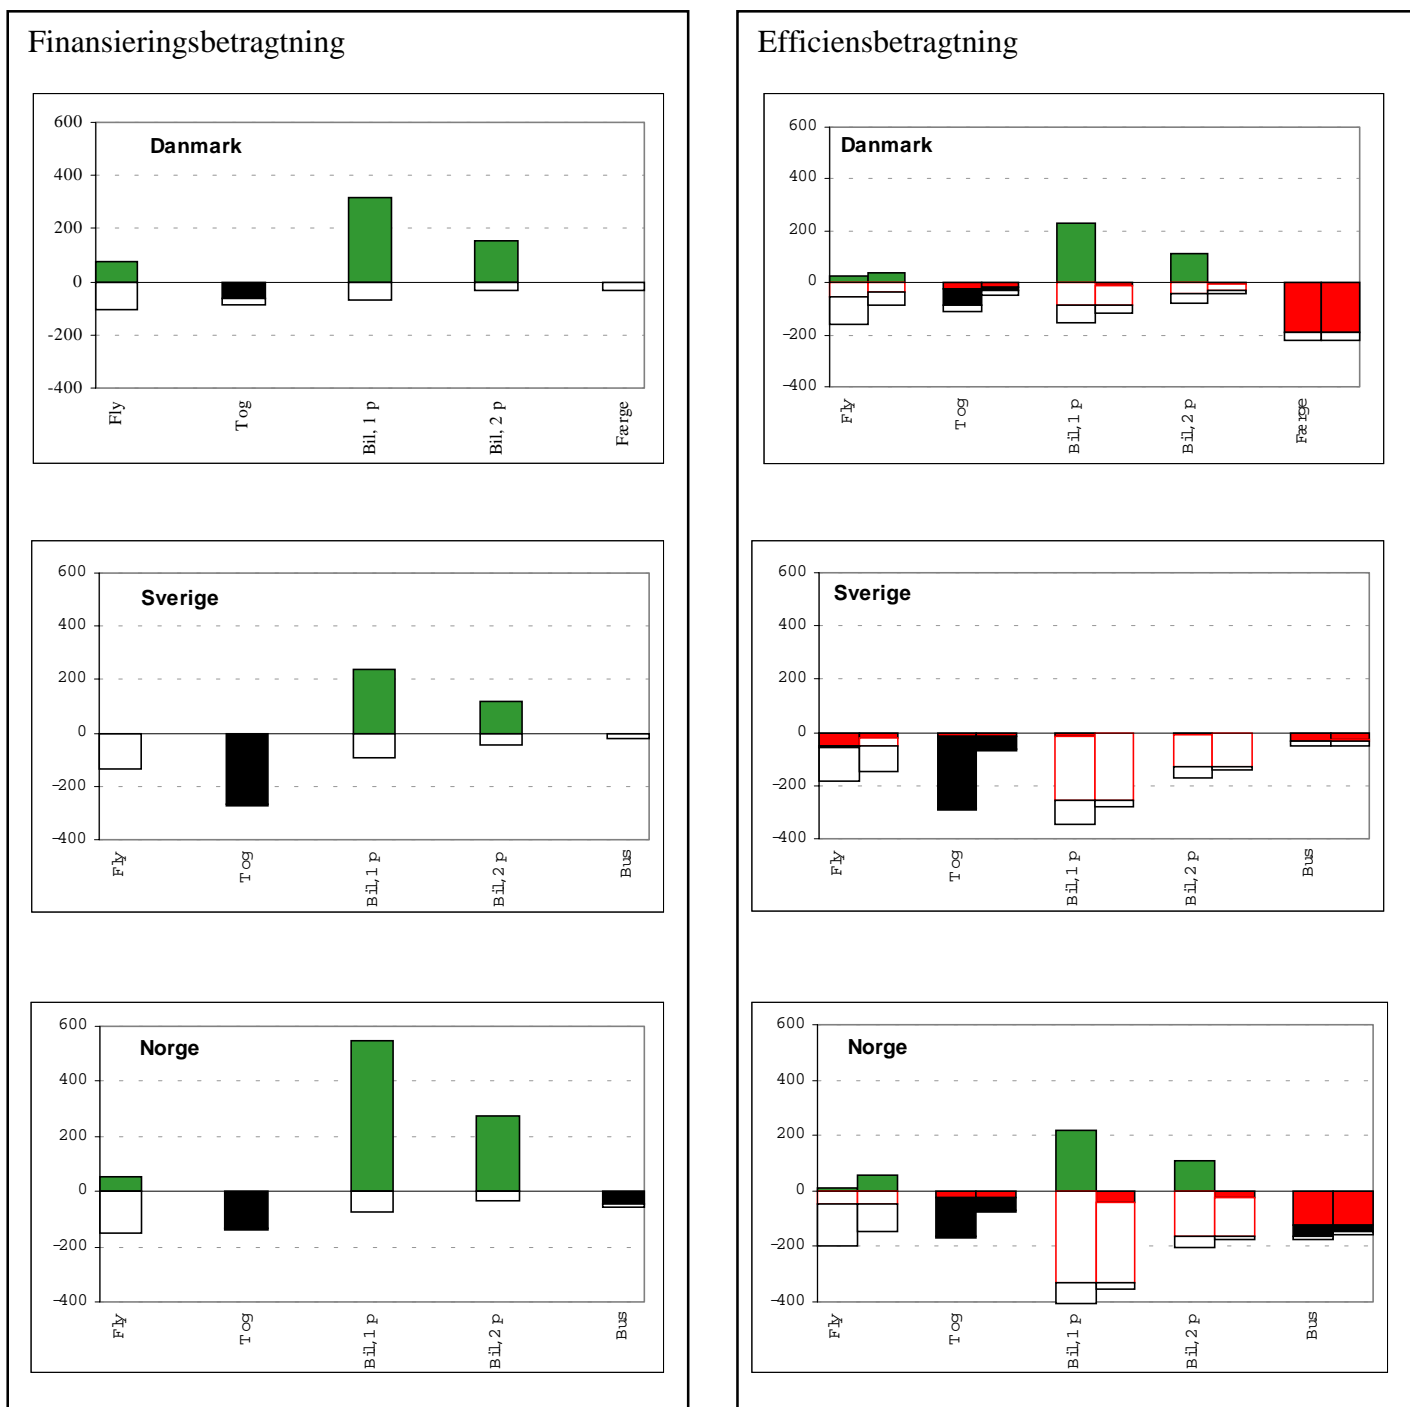 Finansieringsbetragtning
600
Danmark
400
200
0
-200
-400
Fly
Tog
Bil, 1 p
Bil, 2 p
Færge
600
Sverige
400
200
0
-200
-400
Fly
Tog
Bil, 1 p
Bil, 2 p
Bus
600
Norge
400
200
0
-200
-400
Fly
Tog
Bil, 1 p
Bil, 2 p
Bus
Efficiensbetragtning
600
Danmark
400
200
0
-200
-400
Fly
Tog
Bil, 1 p
Bil, 2 p
Færge
600
Sverige
400
200
0
-200
-400
Fly
Tog
Bil, 1 p
Bil, 2 p
Bus
600
Norge
400
200
0
-200
-400
Fly
Tog
Bil, 1 p
Bil, 2 p
Bus